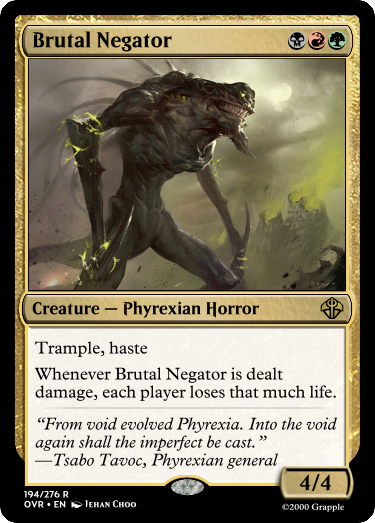 Brutal Negator
Creature — Phyrexian Horror
Trample, haste
Whenever Brutal Negator is dealt
damage, each player loses that much life.
“From void evolved Phyrexia. Into the void
again shall the imperfect be cast.”
—Tsabo Tavoc, Phyrexian general
4/4
194/276 R
OVR • EN Jehan Choo
©2000 Grapple